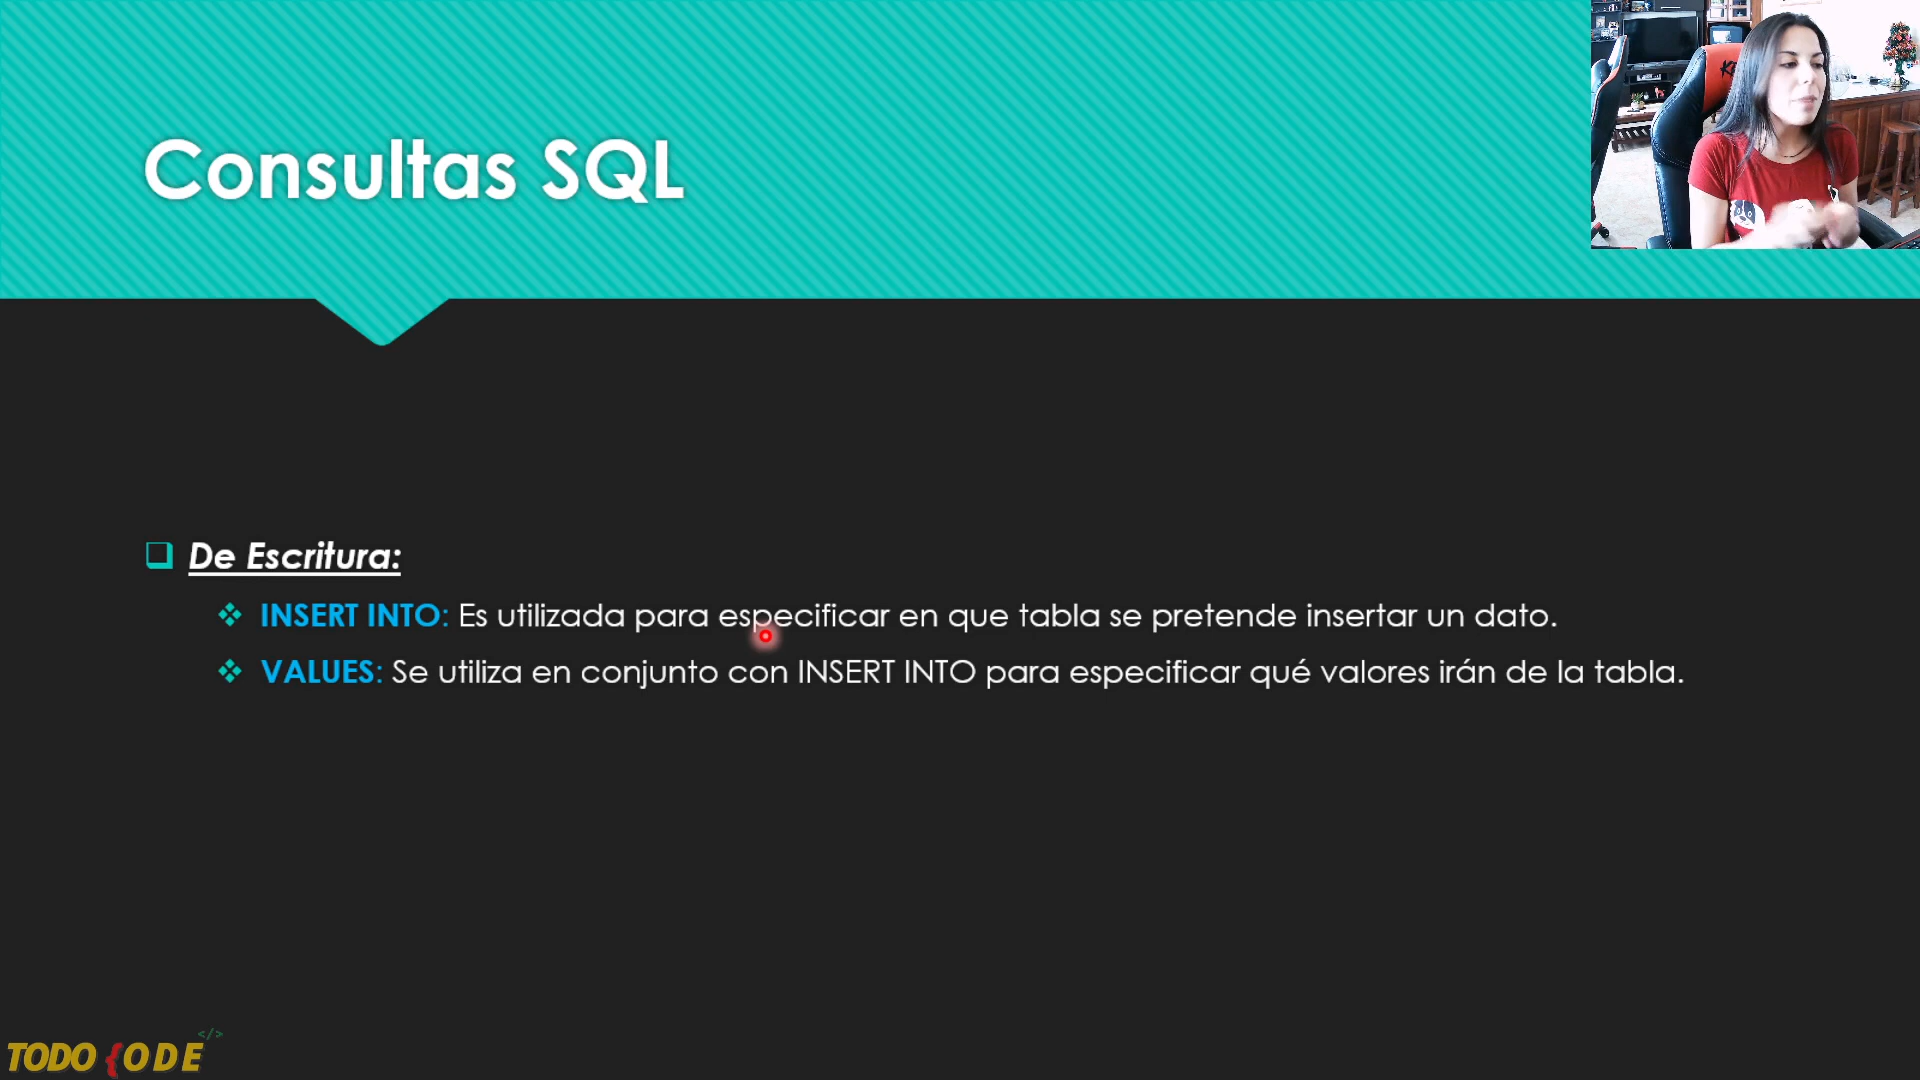 Consultas SQL
De Escritura:
INSERT INTO: Es utilizada para especificar en que tabla se pretende insertar un dato.
VALUES: Se utiliza en conjunto con INSERT INTO para especificar qué valores irán de la tabla.
</>
TODO {ODE